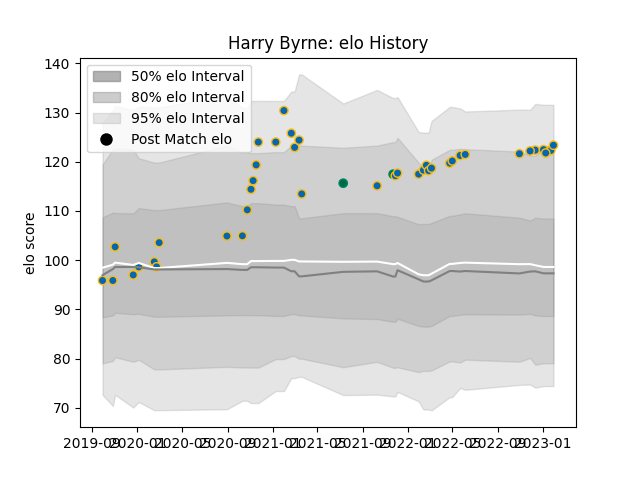 Harry Byrne: elo History
50% elo Interval
80% elo Interval
95% elo Interval
Post Match elo
elo score
140
130
120
110
100
90
80
70
2019-09 2020-01 2020-05 2020-09 2021-01 2021-05 2021-09 2022-01 2022-05 2022-09 2023-01